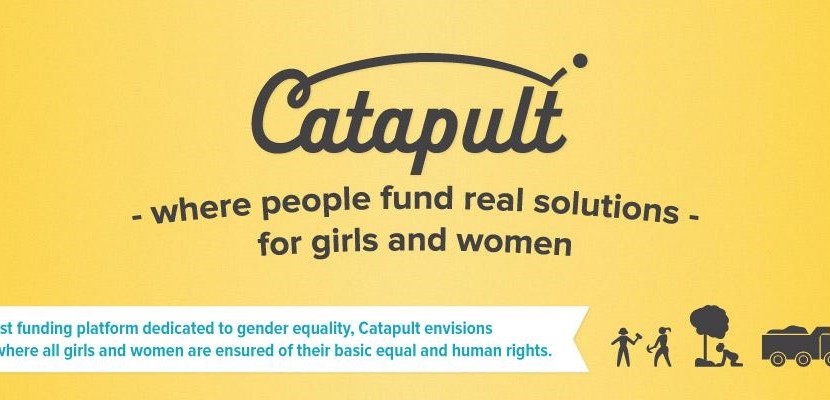 Catapult
- where people fund real solutions -
for girls and women
st funding platform dedicated to gender equality, Catapult envisions
where all girls and women are ensured of their basic equal and human rights.